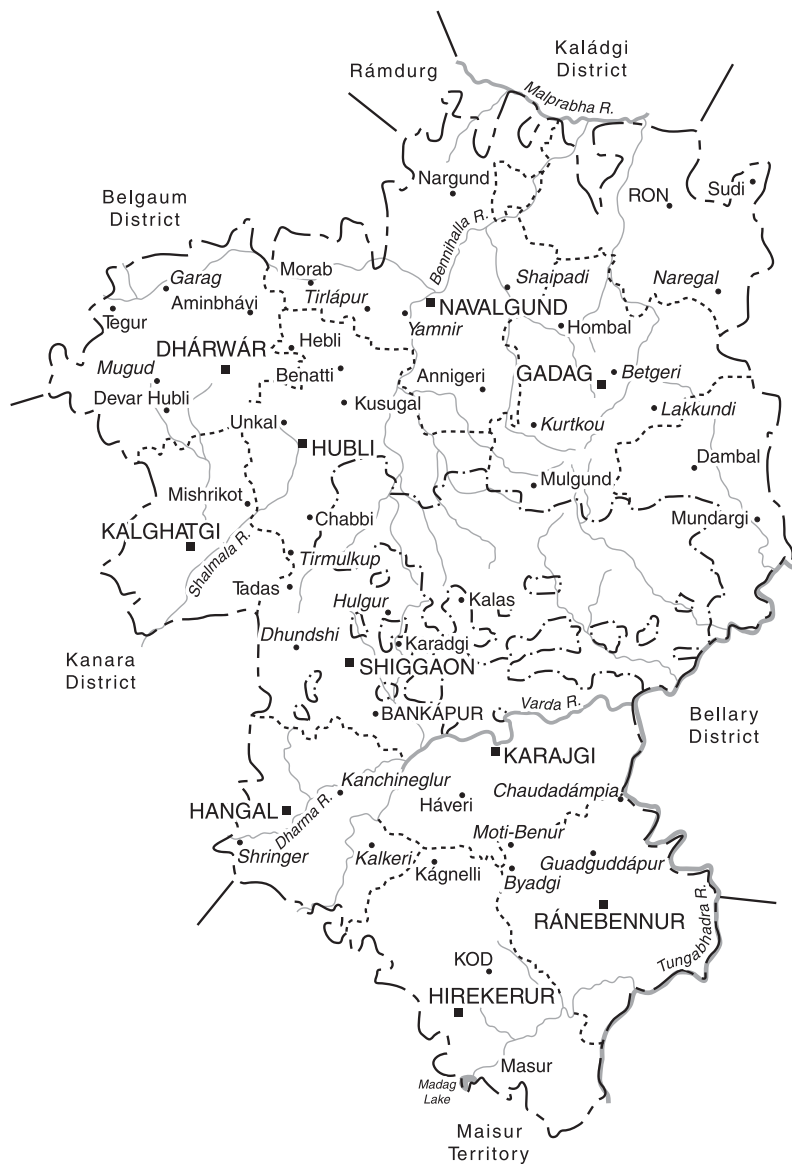 Kaládgi
District
Rámdurg
Malprabha R.
Nargund
RON
Sudi
Belgaum
District
Bennihalla R.
Garag
Morab
Shaipadi
Naregal
Aminbhávi
Tirlápur
NAVALGUND
Tegur
Yamnir
Hombal
DHÁRWÁR
Hebli
Mugud
Benatti
Annigeri
GADAG
Betgeri
Devar Hubli
Kusugal
Lakkundi
Unkal
Kurtkou
HUBLI
Dambal
Mishrikot
Mulgund
Chabbi
Mundargi
KALGHATGI
Shalmala R.
Tirmulkup
Tadas
Hulgur
Kalas
Dhundshi
Karadgi
Kanara
District
SHIGGAON
Varda R.
BANKÁPUR
Bellary
District
KARAJGI
Kanchineglur
Chaudadámpia
HANGAL
Dharma R.
Háveri
Moti-Benur
Shringer
Kalkeri
Guadguddápur
Kágnelli
Byadgi
RÁNEBENNUR
Tungabhadra R.
KOD
HIREKERUR
Masur
Madag
Lake
Maisur
Territory